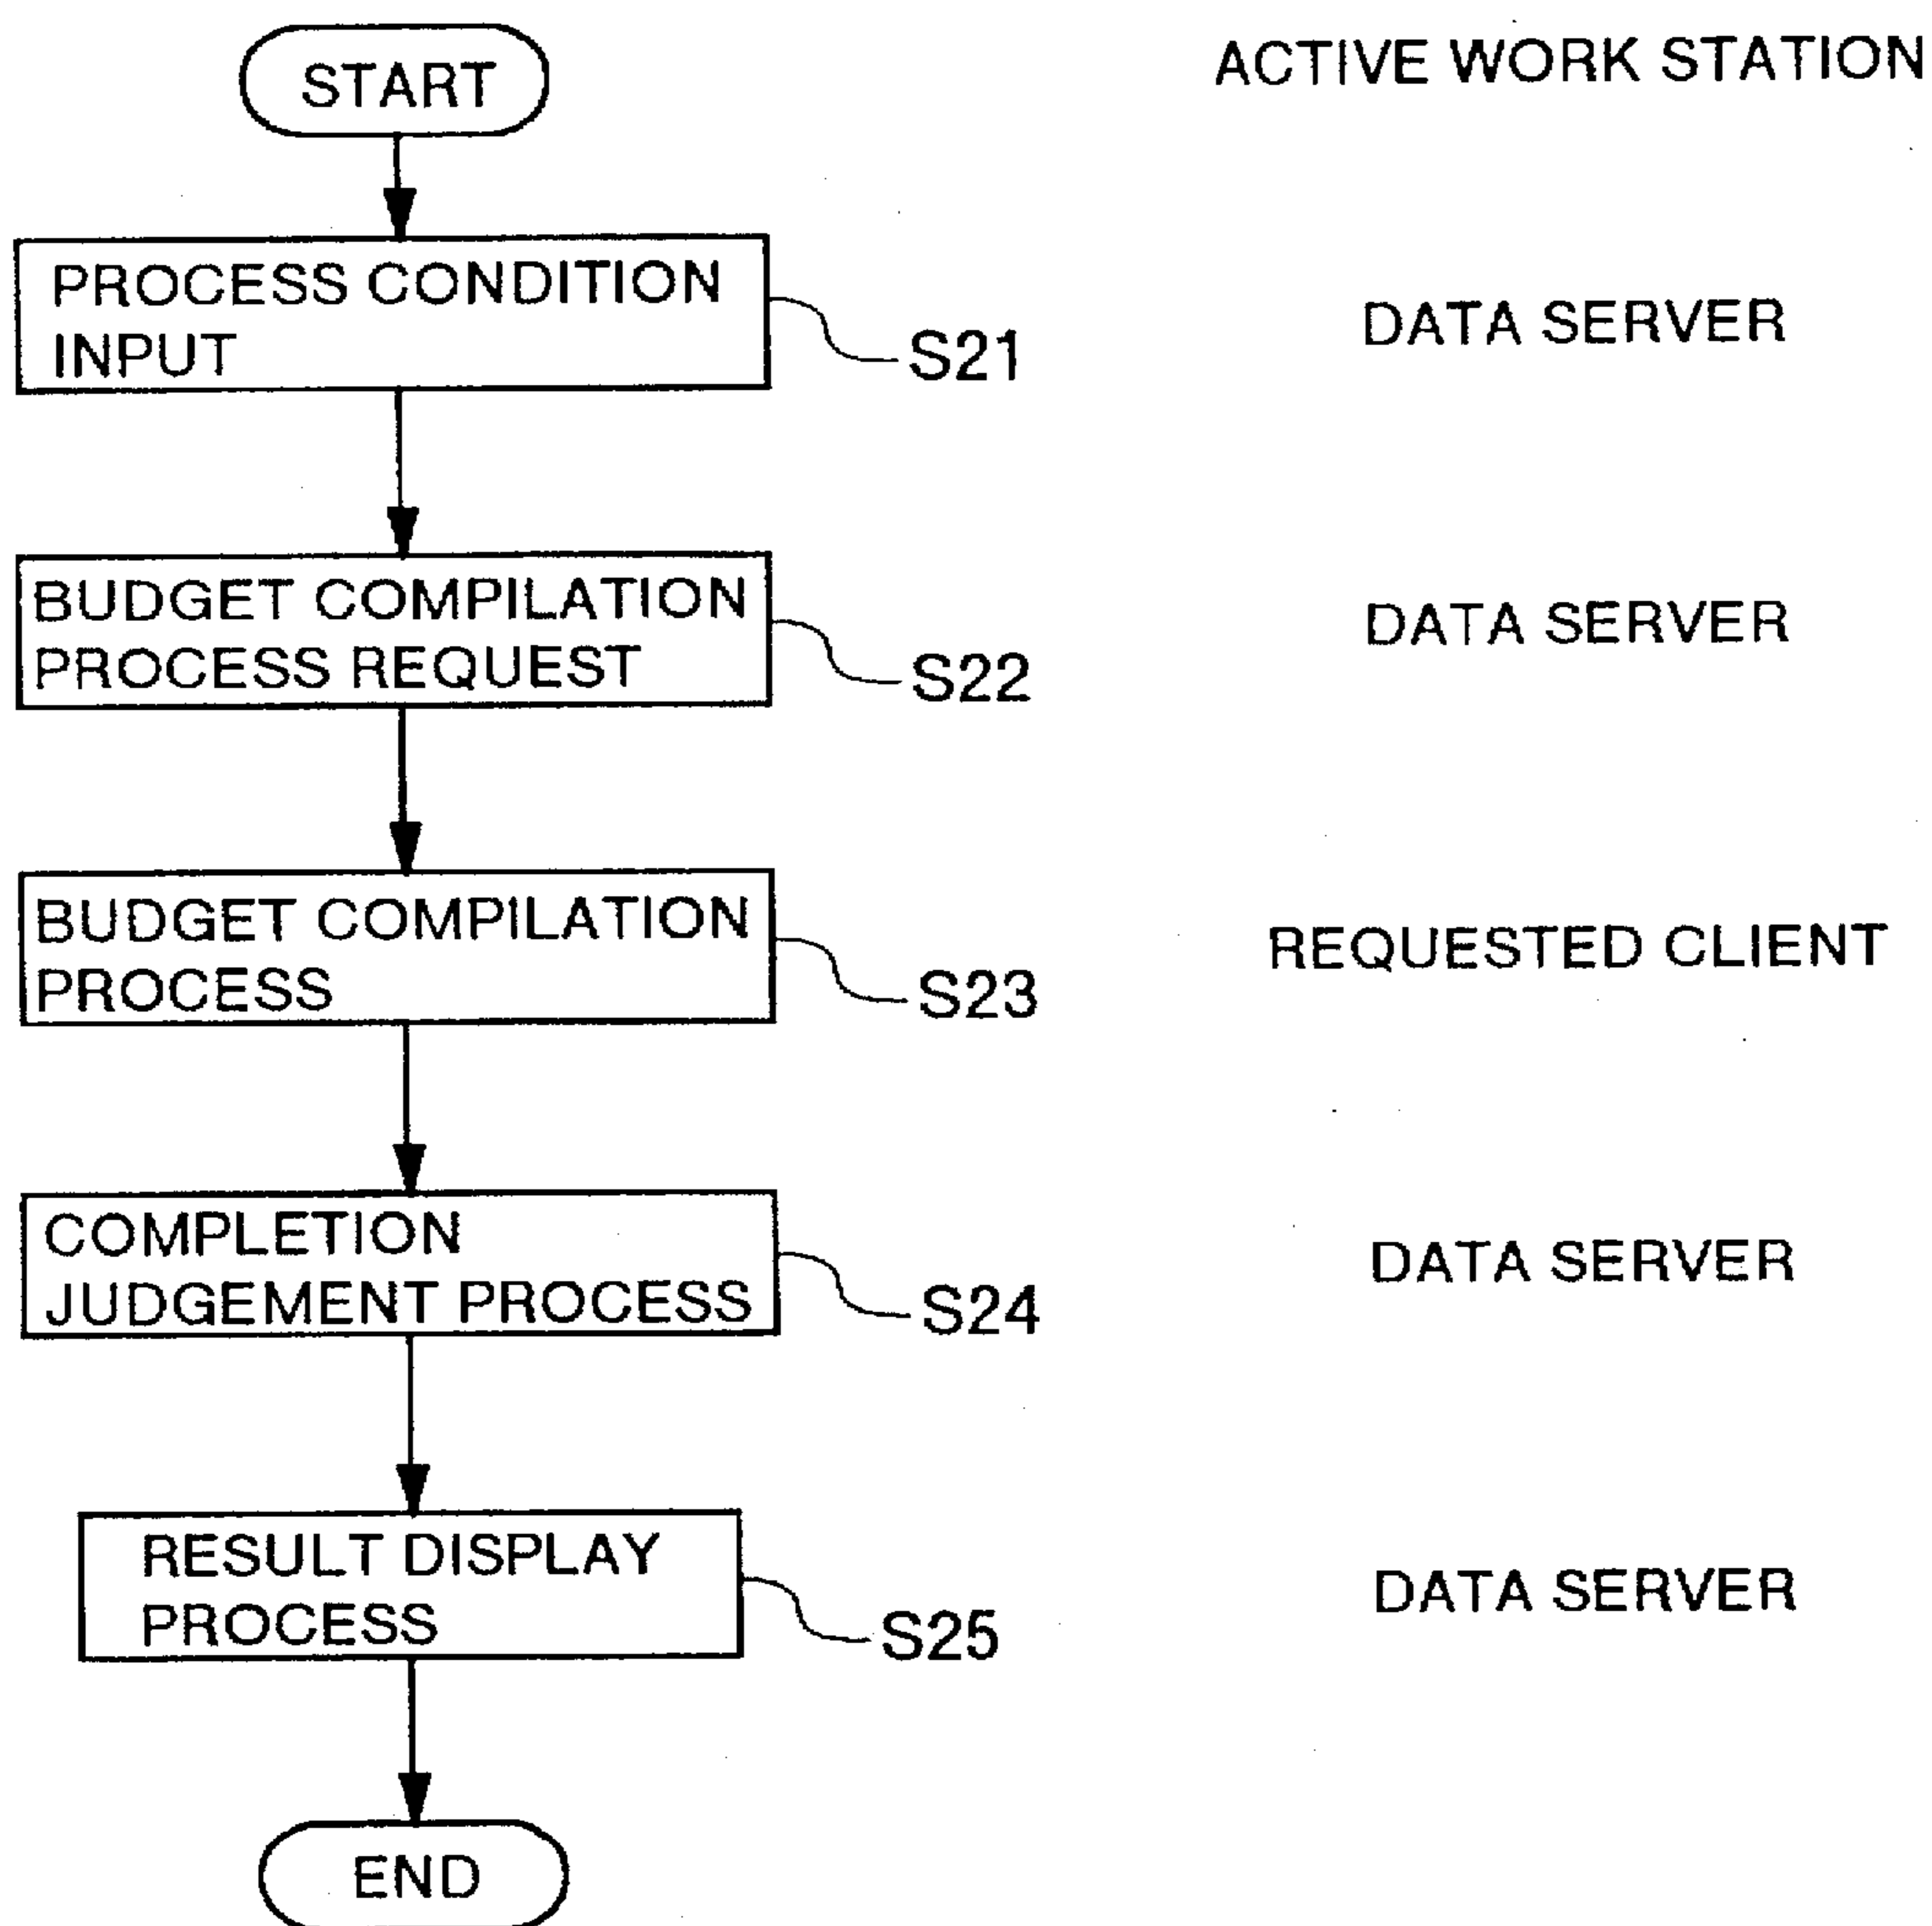 START
ACTIVE WORK STATION
PROCESS CONDITION
INPUT
S21
DATA SERVER
BUDGET COMPILATION
PROCESS REQUEST
S22
DATA SERVER
BUDGET COMPILATION
PROCESS
S23
REQUESTED CLIENT
COMPLETION
JUDGEMENT PROCESS
S24
DATA SERVER
RESULT DISPLAY
PROCESS
S25
DATA SERVER
END